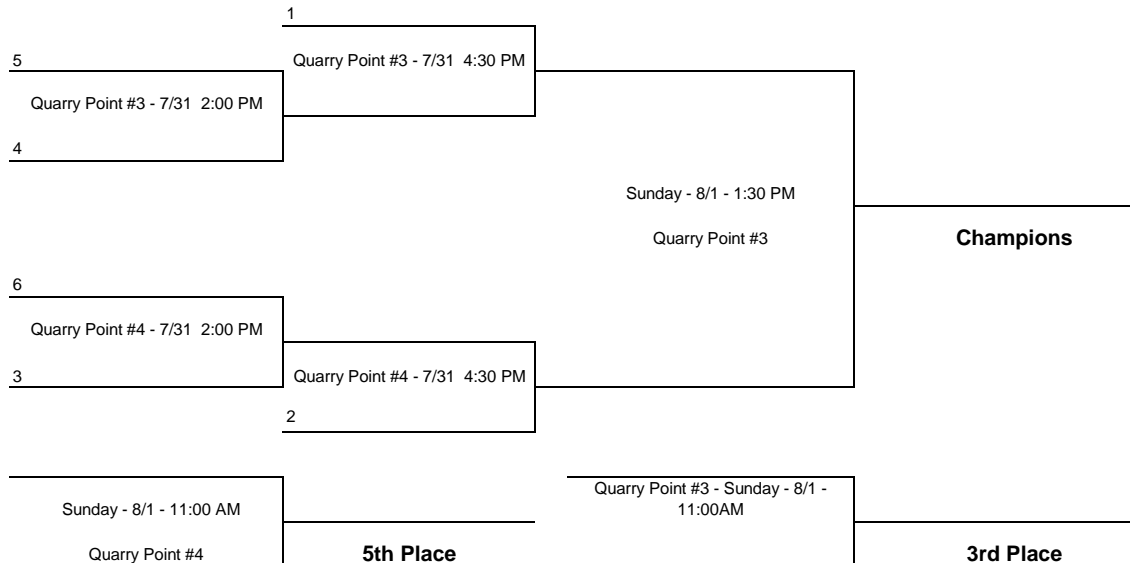 1
5
Quarry Point #3 - 7/31 4:30 PM
Quarry Point #3 - 7/31 2:00 PM
4
Sunday - 8/1 - 1:30 PM
Quarry Point #3
Champions
6
Quarry Point #4 - 7/31 2:00 PM
3
Quarry Point #4 - 7/31 4:30 PM
2
Sunday - 8/1 - 11:00 AM
Quarry Point #4
5th Place
Quarry Point #3 - Sunday - 8/1 -
11:00AM
3rd Place